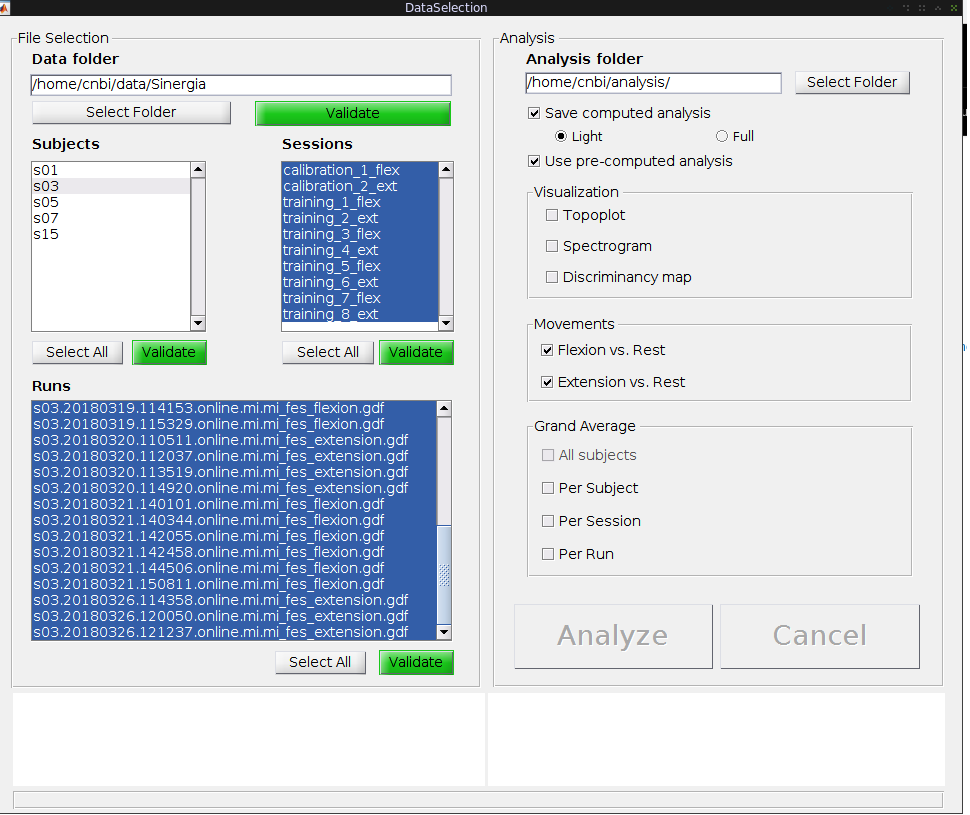 DataSelection
File Selection
Data folder
/home/cnbi/data/Sinergia
Select Folder
Validate
Subjects
s01
s03
s05
s07
s15
Select All
Validate
Sessions
calibration_1_flex
calibration_2_ext
training_1_flex
training_2_ext
training_3_flex
training_4_ext
training_5_flex
training_6_ext
training_7_flex
training_8_ext
Select All
Validate
Runs
s03.20180319.114153.online.mi.mi_fes_flexion.gdf
s03.20180319.115329.online.mi.mi_fes_flexion.gdf
s03.20180320.110511.online.mi.mi_fes_extension.gdf
s03.20180320.112037.online.mi.mi_fes_extension.gdf
s03.20180320.113519.online.mi.mi_fes_extension.gdf
s03.20180320.114920.online.mi.mi_fes_extension.gdf
s03.20180321.140101.online.mi.mi_fes_flexion.gdf
s03.20180321.140344.online.mi.mi_fes_flexion.gdf
s03.20180321.142055.online.mi.mi_fes_flexion.gdf
s03.20180321.142458.online.mi.mi_fes_flexion.gdf
s03.20180321.144506.online.mi.mi_fes_flexion.gdf
s03.20180321.150811.online.mi.mi_fes_flexion.gdf
s03.20180326.114358.online.mi.mi_fes_extension.gdf
s03.20180326.120050.online.mi.mi_fes_extension.gdf
s03.20180326.121237.online.mi.mi_fes_extension.gdf
Select All
Validate
Analysis
Analysis folder
/home/cnbi/analysis/
Select Folder
Save computed analysis
Light
Full
Use pre-computed analysis
Visualization
Topoplot
Spectrogram
Discriminancy map
Movements
Flexion vs. Rest
Extension vs. Rest
Grand Average
All subjects
Per Subject
Per Session
Per Run
Analyze
Cancel